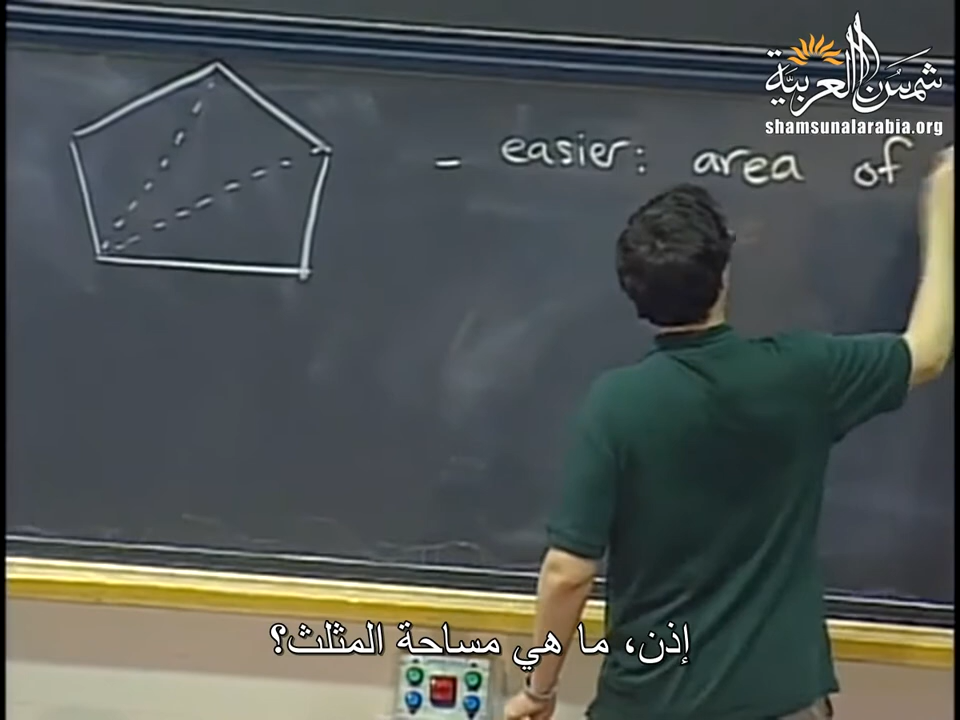 شمس العربية
shamsunalarabia.org
- easier: area of
إذن، ما هي مساحة المثلث؟